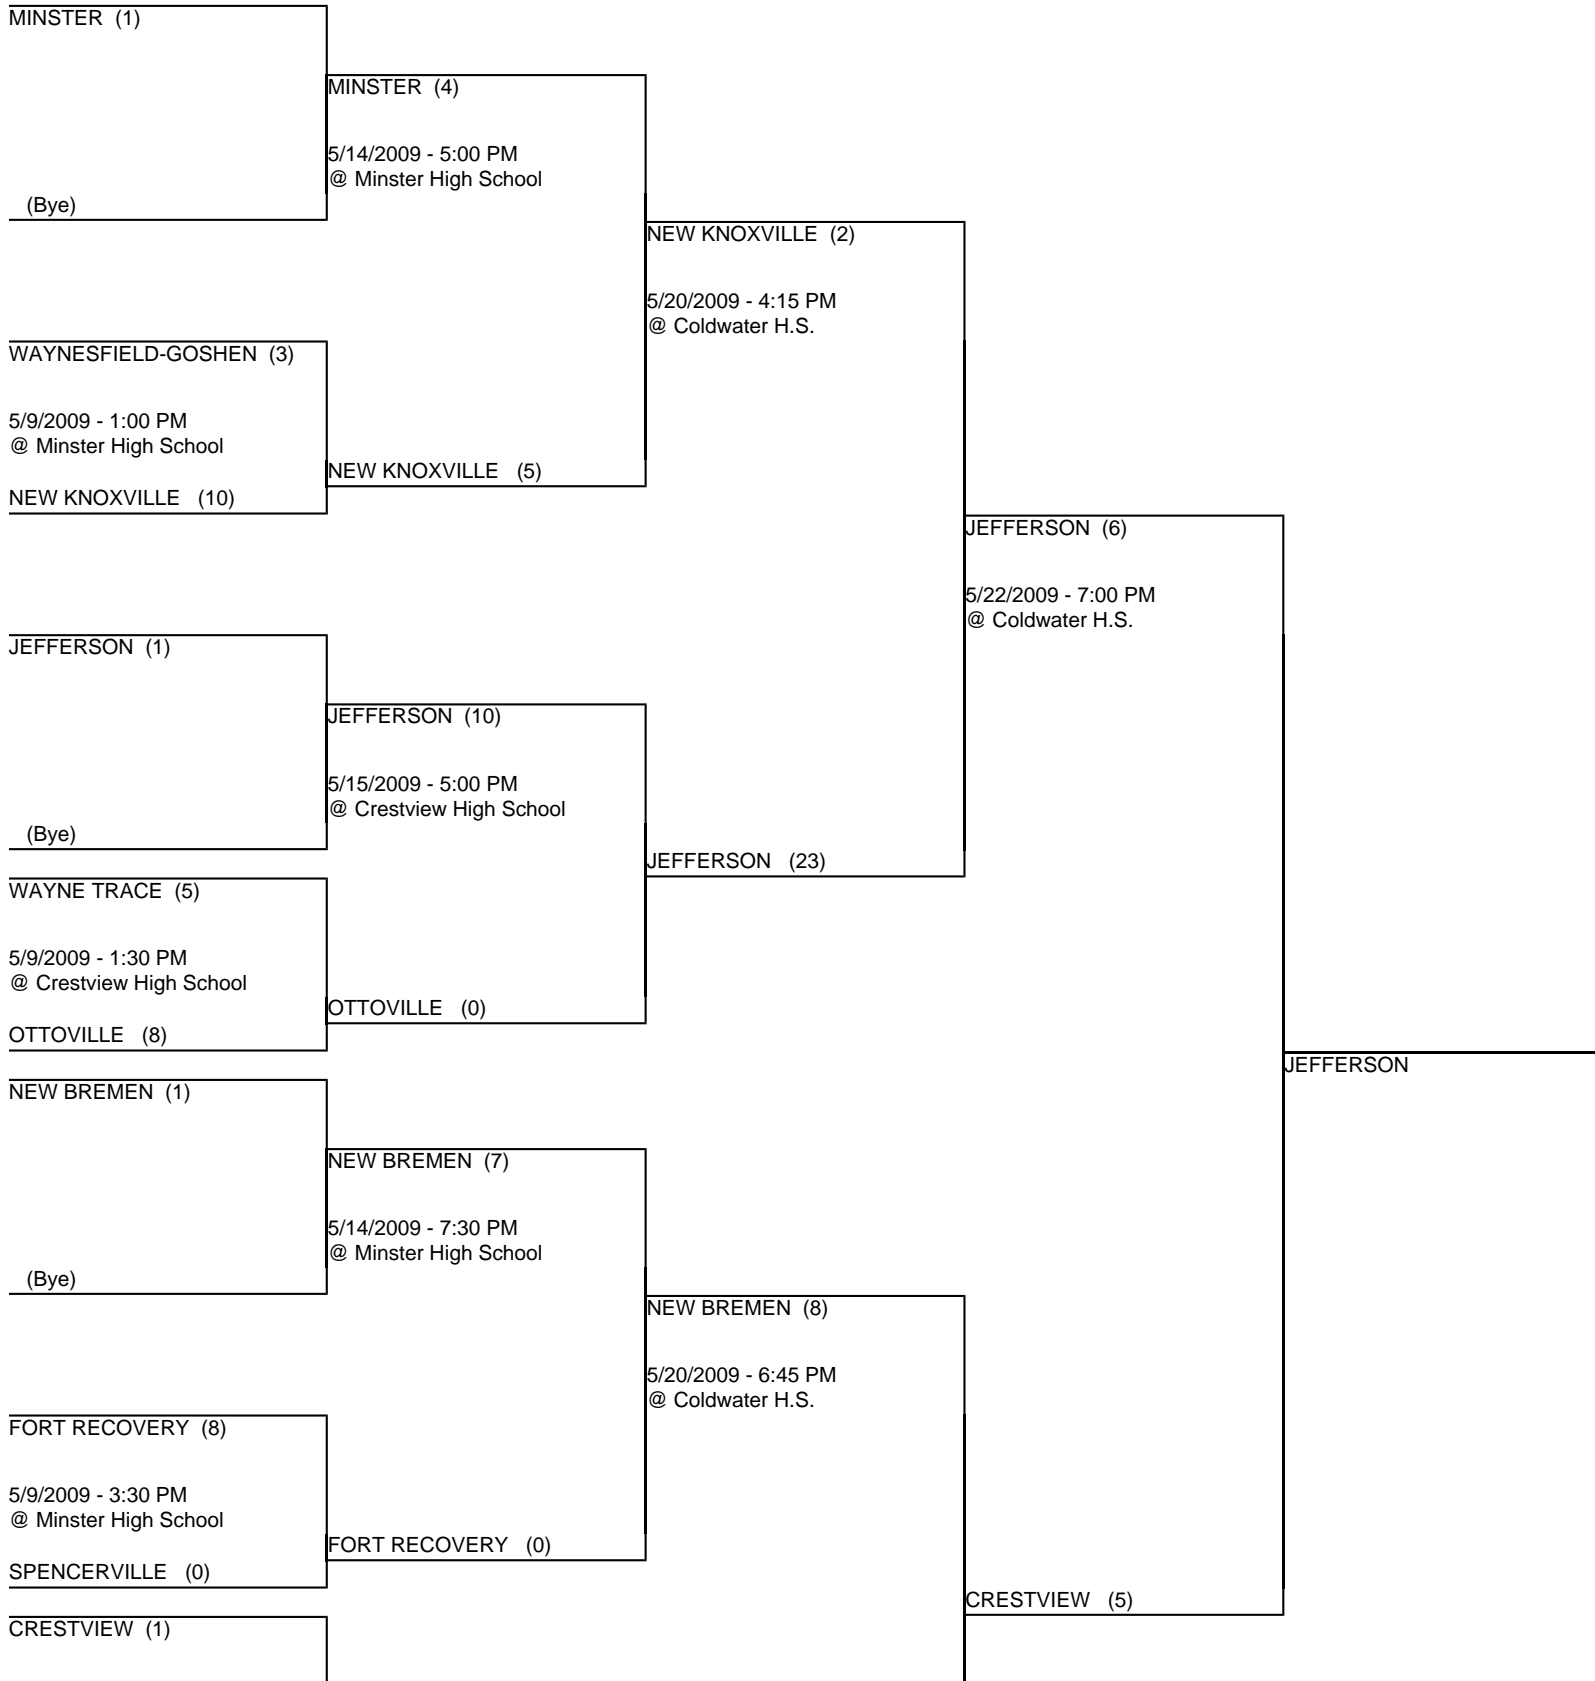 MINSTER (1)
MINSTER (4)
5/14/2009 - 5:00 PM
@ Minster High School
(Bye)
NEW KNOXVILLE (2)
5/20/2009 - 4:15 PM
@ Coldwater H.S.
WAYNESFIELD-GOSHEN (3)
5/9/2009 - 1:00 PM
@ Minster High School
NEW KNOXVILLE (5)
NEW KNOXVILLE (10)
JEFFERSON (6)
5/22/2009 - 7:00 PM
@ Coldwater H.S.
JEFFERSON (1)
JEFFERSON (10)
5/15/2009 - 5:00 PM
@ Crestview High School
(Bye)
JEFFERSON (23)
WAYNE TRACE (5)
5/9/2009 - 1:30 PM
@ Crestview High School
OTTOVILLE (0)
OTTOVILLE (8)
JEFFERSON
NEW BREMEN (1)
NEW BREMEN (7)
5/14/2009 - 7:30 PM
@ Minster High School
(Bye)
NEW BREMEN (8)
5/20/2009 - 6:45 PM
@ Coldwater H.S.
FORT RECOVERY (8)
5/9/2009 - 3:30 PM
@ Minster High School
FORT RECOVERY (0)
SPENCERVILLE (0)
CRESTVIEW (5)
CRESTVIEW (1)